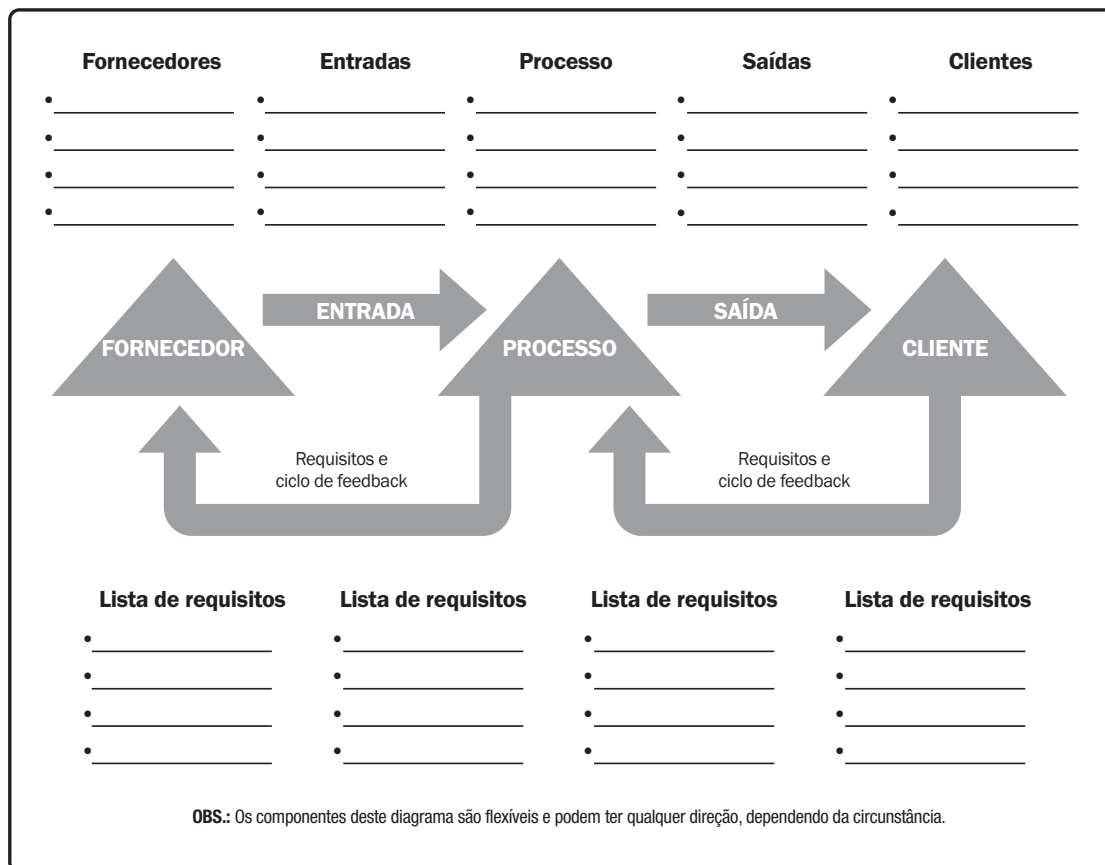 Fornecedores
Entradas
Processo
Saídas
Clientes
FORNECEDOR
ENTRADA
PROCESSO
SAÍDA
CLIENTE
Requisitos e
ciclo de feedback
Requisitos e
ciclo de feedback
Lista de requisitos
Lista de requisitos
Lista de requisitos
Lista de requisitos
OBS.: Os componentes deste diagrama são flexíveis e podem ter qualquer direção, dependendo da circunstância.